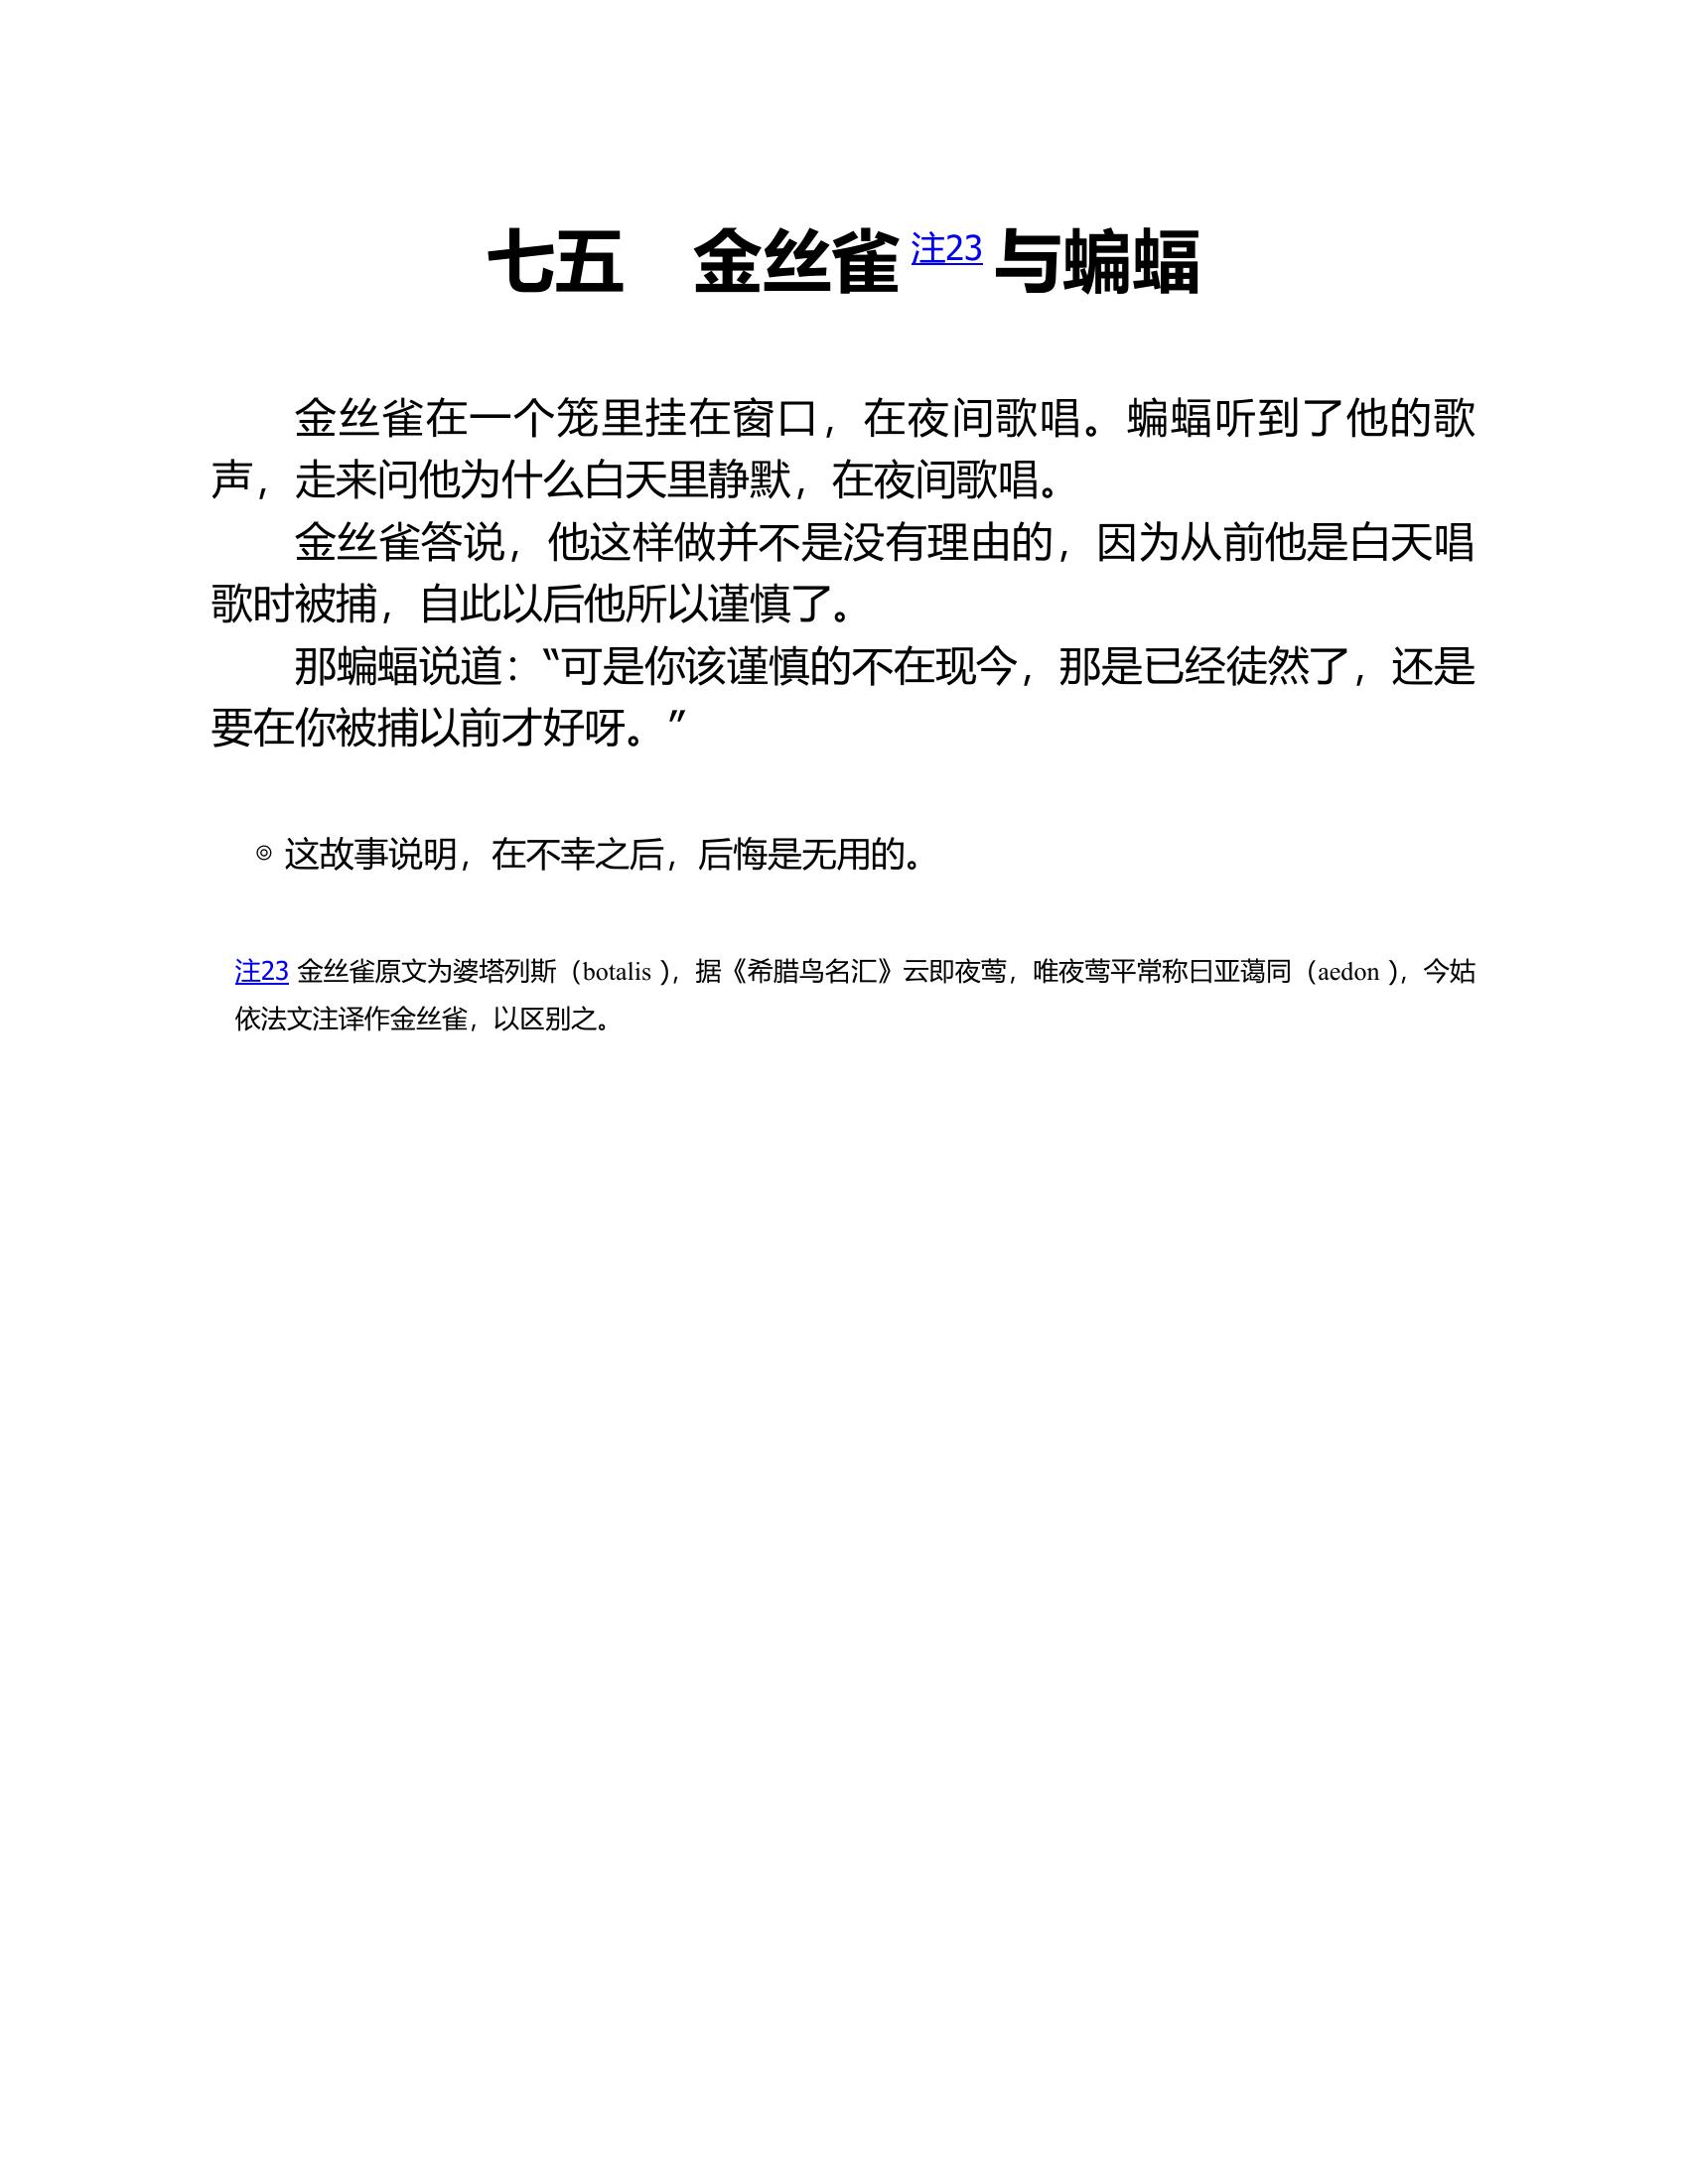 七五　金丝雀 注23 与蝙蝠
金丝雀在一个笼里挂在窗口，在夜间歌唱。蝙蝠听到了他的歌
声，走来问他为什么白天里静默，在夜间歌唱。
金丝雀答说，他这样做并不是没有理由的，因为从前他是白天唱
歌时被捕，自此以后他所以谨慎了。
那蝙蝠说道：“可是你该谨慎的不在现今，那是已经徒然了，还是
要在你被捕以前才好呀。”
◎ 这故事说明，在不幸之后，后悔是无用的。
注23 金丝雀原文为婆塔列斯（botalis ），据《希腊鸟名汇》云即夜莺，唯夜莺平常称曰亚蔼同（aedon ），今姑
依法文注译作金丝雀，以区别之。